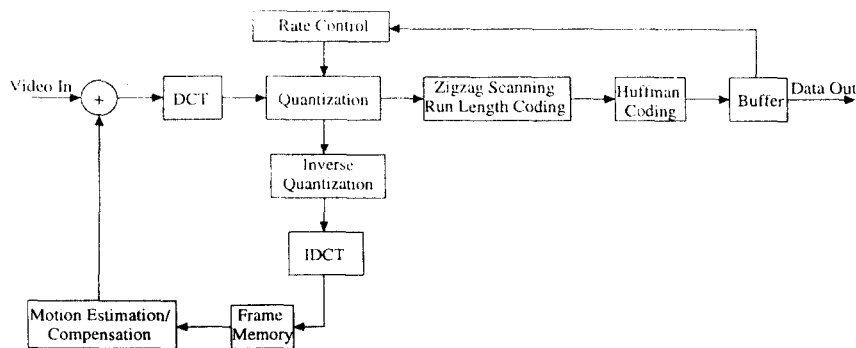 Rate Control
Video In
+
DCT
Quantization
Zigzag Scanning
Run Length Coding
Huffman
Coding
Buffer
Data Out
Inverse
Quantization
IDCT
Motion Estimation/
Compensation
Frame
Memory